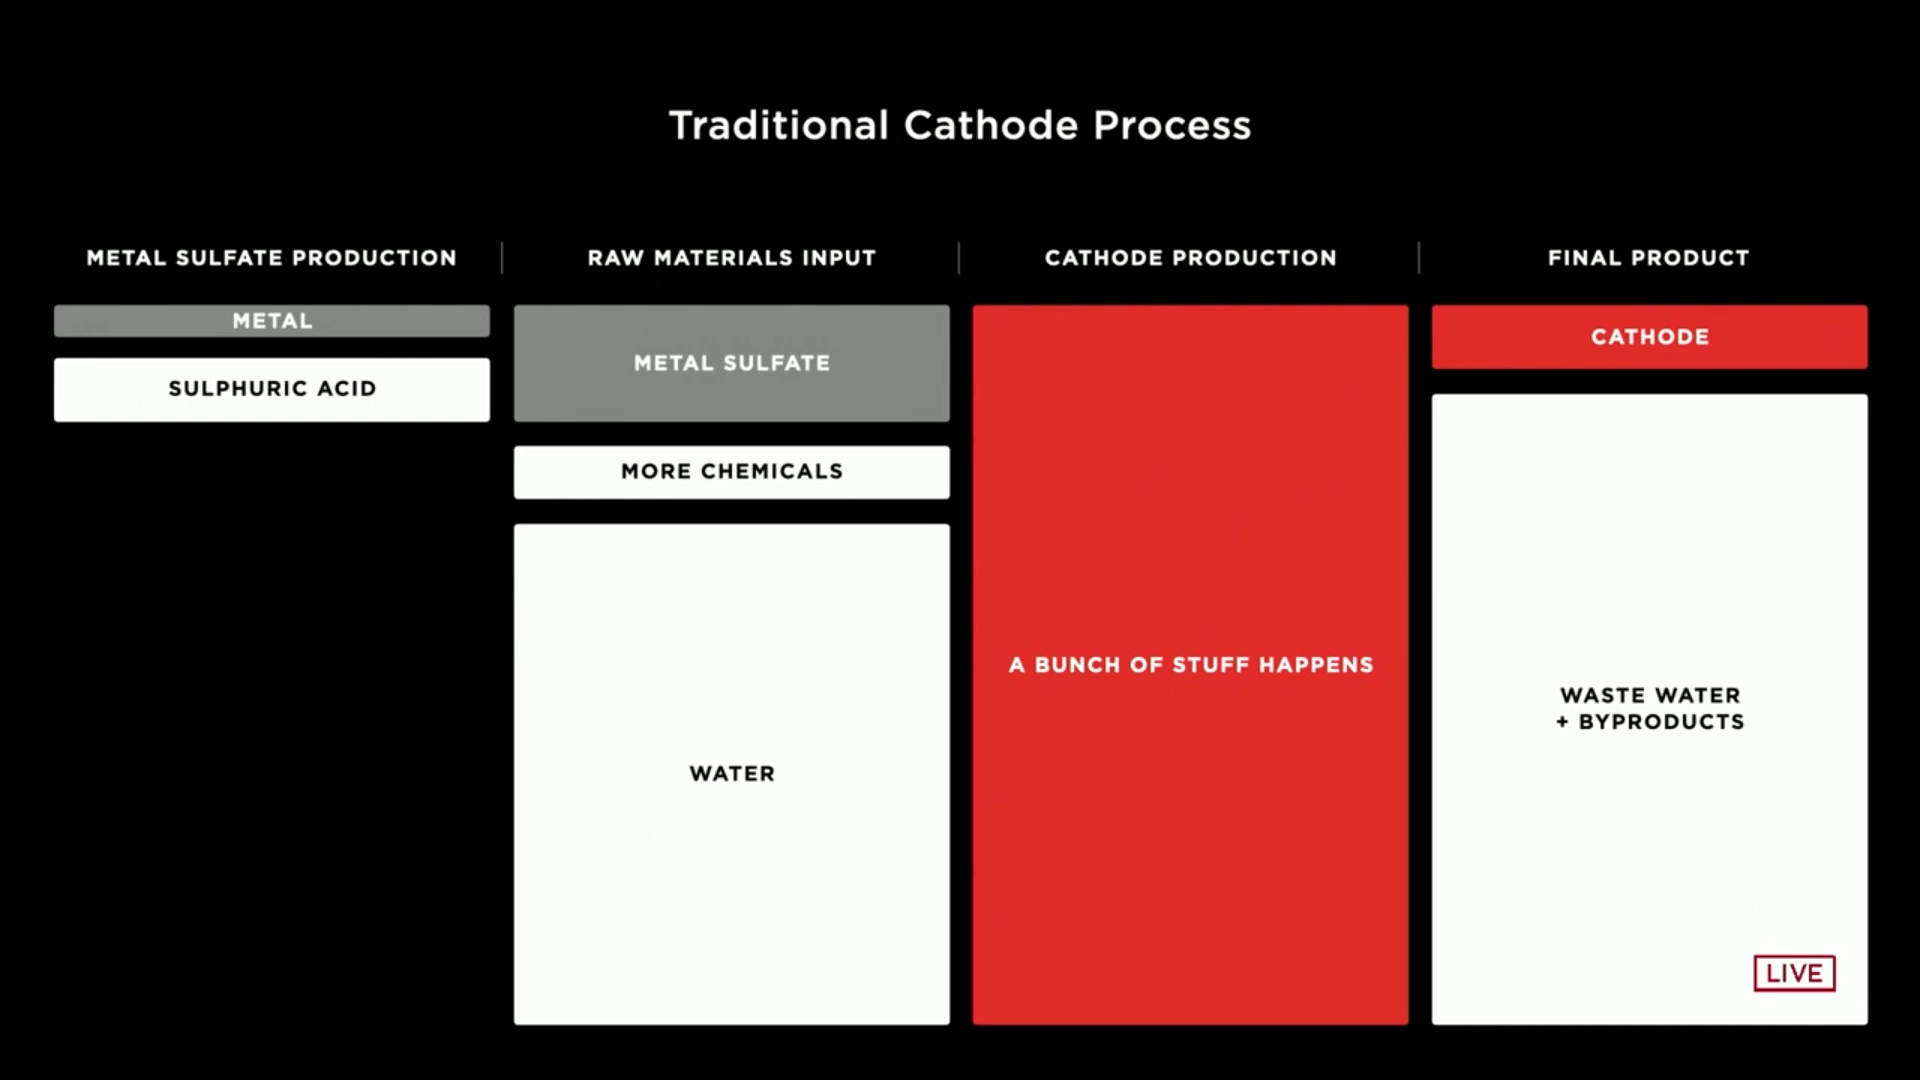 Traditional Cathode Process
METAL SULFATE PRODUCTION
RAW MATERIALS INPUT
CATHODE PRODUCTION
FINAL PRODUCT
METAL
SULPHURIC ACID
METAL SULFATE
MORE CHEMICALS
WATER
A BUNCH OF STUFF HAPPENS
CATHODE
WASTE WATER
+ BYPRODUCTS
LIVE